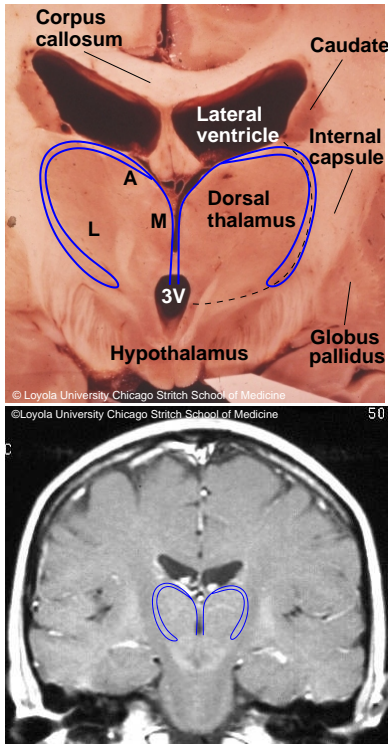 Corpus
callosum
Caudate
Lateral
ventricle
Internal
capsule
A
Dorsal
thalamus
M
L
3V
Globus
pallidus
Hypothalamus
© Loyola University Chicago Stritch School of Medicine
©Loyola University Chicago Stritch School of Medicine
50
C